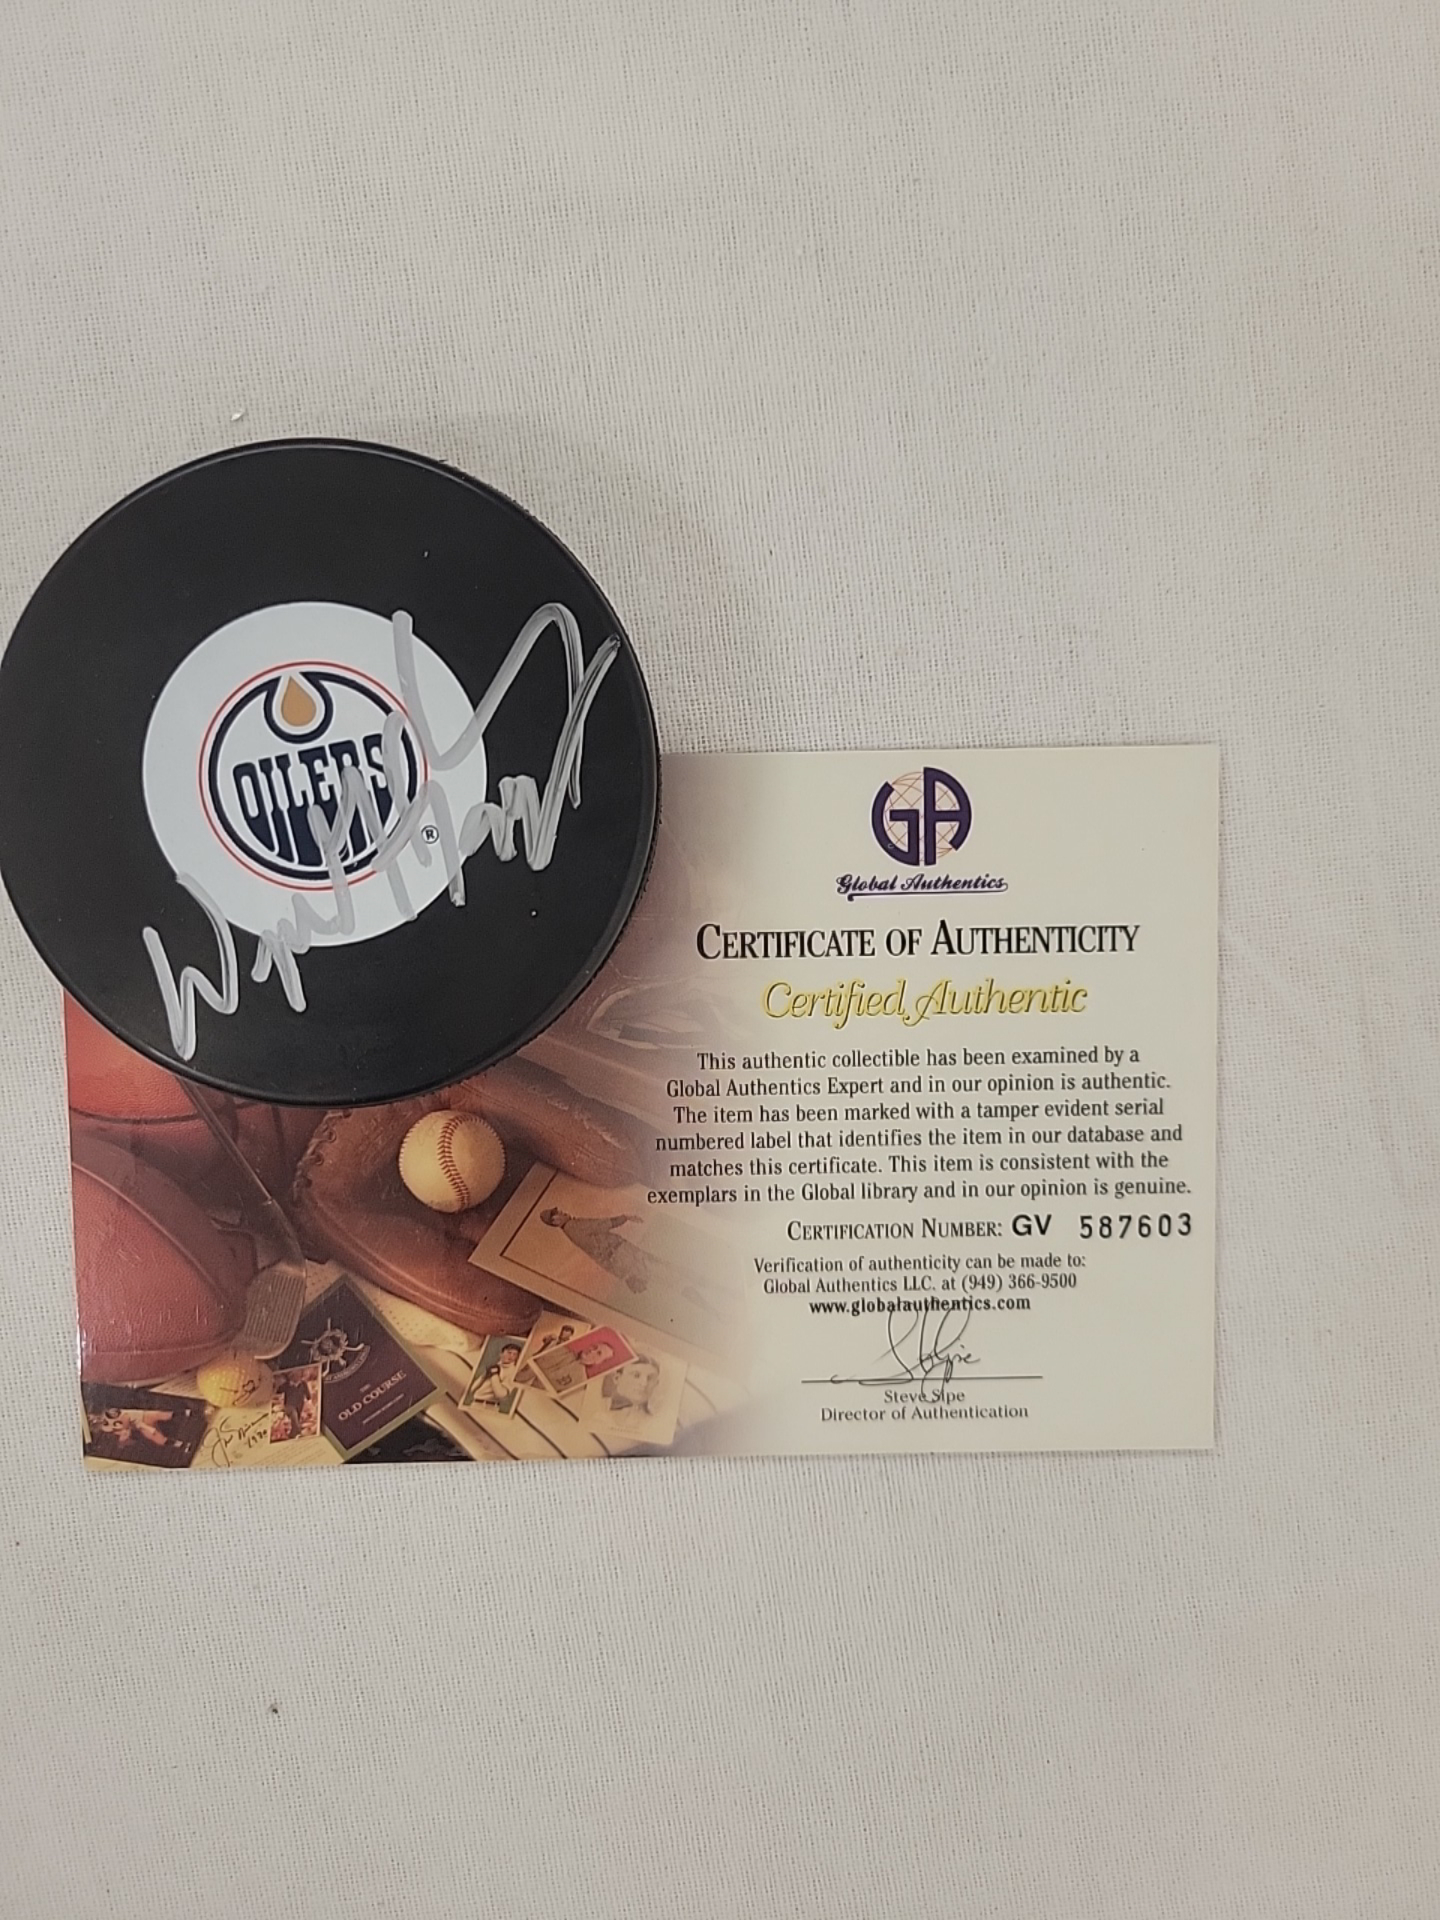 OILERS
®
GA
Global Authentics
CERTIFICATE OF AUTHENTICITY
Certified Authentic
This authentic collectible has been examined by a
Global Authentics Expert and in our opinion is authentic.
The item has been marked with a tamper evident serial
numbered label that identifies the item in our database and
matches this certificate. This item is consistent with the
exemplars in the Global library and in our opinion is genuine.
CERTIFICATION NUMBER: GV 587603
Verification of authenticity can be made to:
Global Authentics LLC. at (949) 366-9500
www.globalauthentics.com
Steve Sipe
Director of Authentication
OLD COURSE